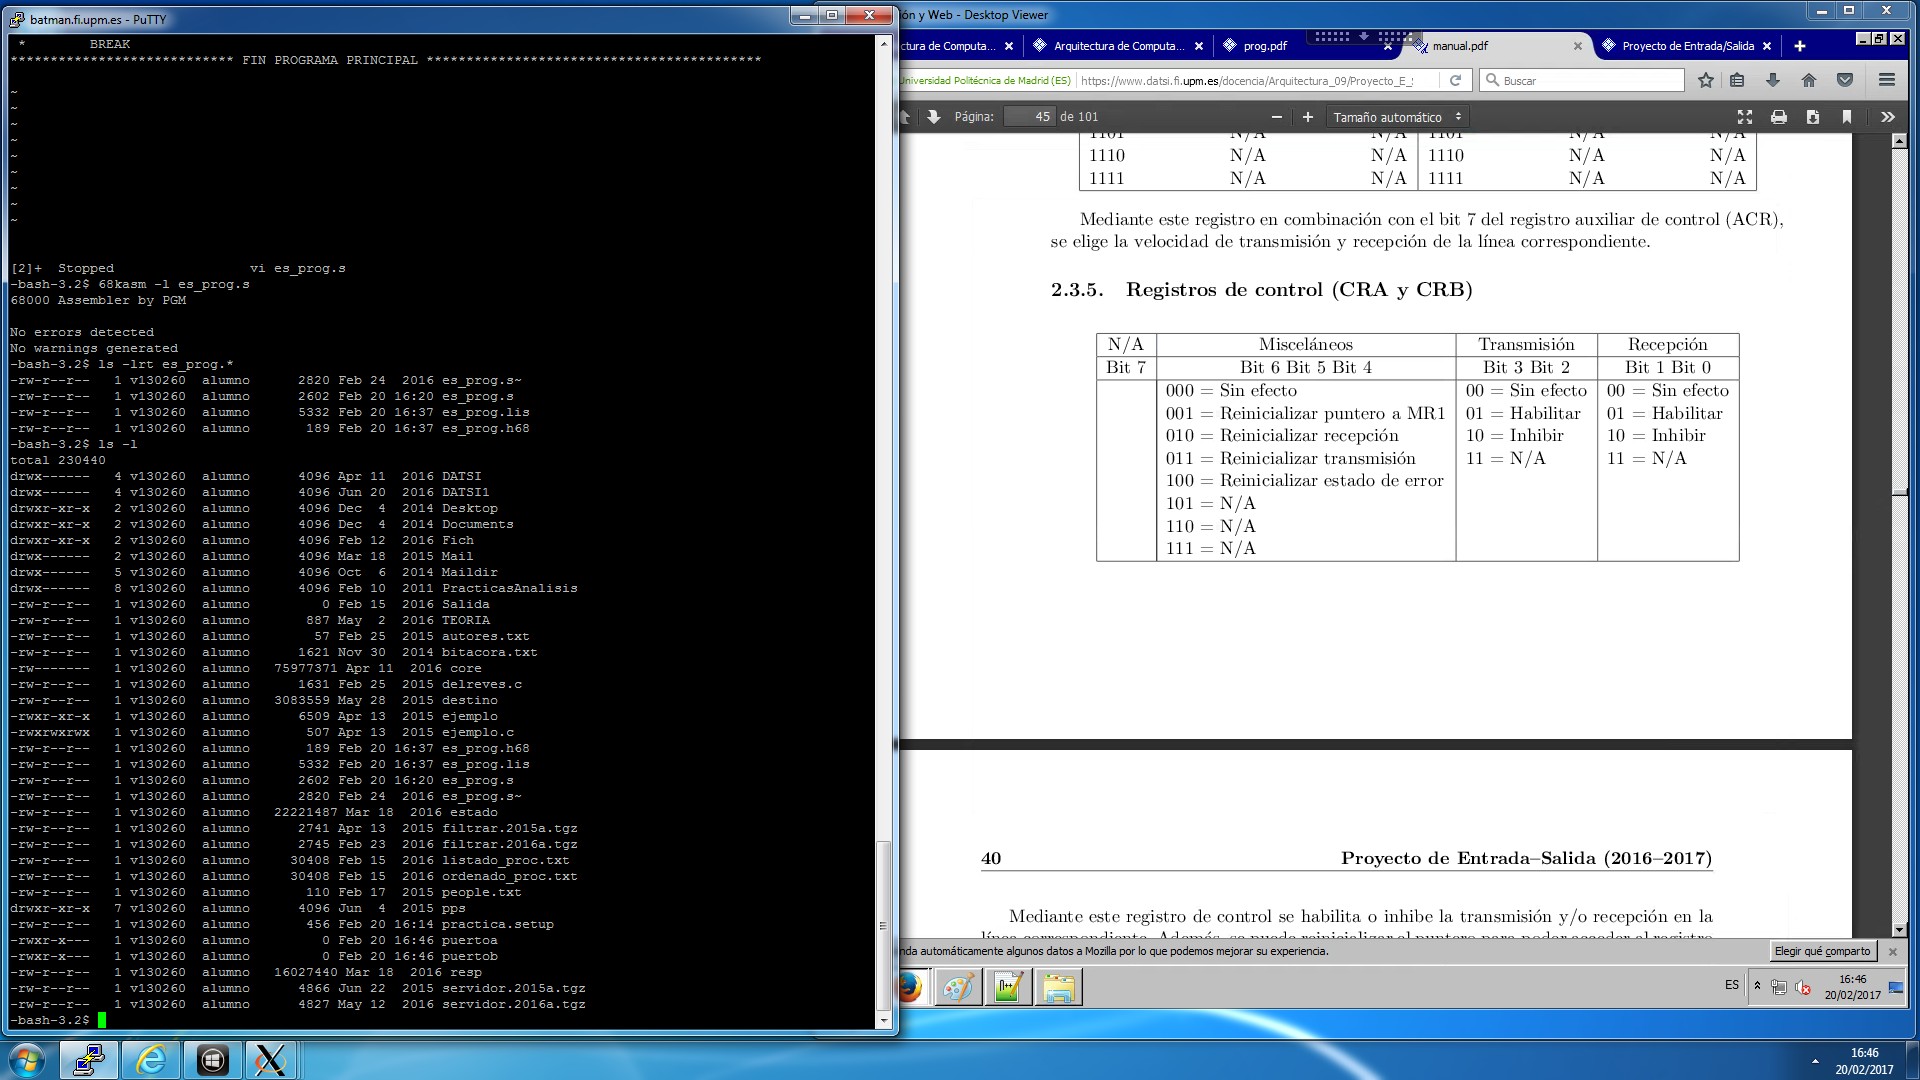 batman.fi.upm.es - PuTTY
*        BREAK
**************************** FIN PROGRAMA PRINCIPAL ******************************************
~
~
~
~
~
~
~
~
~
[2]+  Stopped                 vi es_prog.s
-bash-3.2$ 68kasm -l es_prog.s
68000 Assembler by PGM
No errors detected
No warnings generated
-bash-3.2$ ls -lrt es_prog.*
-rw-r--r--   1 v130260  alumno      2820 Feb 24  2016 es_prog.s~
-rw-r--r--   1 v130260  alumno      2602 Feb 20 16:20 es_prog.s
-rw-r--r--   1 v130260  alumno      5332 Feb 20 16:37 es_prog.lis
-rw-r--r--   1 v130260  alumno       189 Feb 20 16:37 es_prog.h68
-bash-3.2$ ls -l
total 230440
drwx------   4 v130260  alumno      4096 Apr 11  2016 DATSI
drwx------   4 v130260  alumno      4096 Jun 20  2016 DATSI1
drwxr-xr-x   2 v130260  alumno      4096 Dec  4  2014 Desktop
drwxr-xr-x   2 v130260  alumno      4096 Dec  4  2014 Documents
drwxr-xr-x   2 v130260  alumno      4096 Feb 12  2016 Fich
drwx------   2 v130260  alumno      4096 Mar 18  2015 Mail
drwx------   5 v130260  alumno      4096 Oct  6  2014 Maildir
drwx------   8 v130260  alumno      4096 Feb 10  2011 PracticasAnalisis
-rw-r--r--   1 v130260  alumno         0 Feb 15  2016 Salida
-rw-r--r--   1 v130260  alumno       887 May  2  2016 TEORIA
-rw-r--r--   1 v130260  alumno        57 Feb 25  2015 autores.txt
-rw-r--r--   1 v130260  alumno      1621 Nov 30  2014 bitacora.txt
-rw-------   1 v130260  alumno   75977371 Apr 11  2016 core
-rw-r--r--   1 v130260  alumno      1631 Feb 25  2015 delreves.c
-rw-r--r--   1 v130260  alumno   3083559 May 28  2015 destino
-rwxr-xr-x   1 v130260  alumno      6509 Apr 13  2015 ejemplo
-rwxrwxrwx   1 v130260  alumno       507 Apr 13  2015 ejemplo.c
-rw-r--r--   1 v130260  alumno       189 Feb 20 16:37 es_prog.h68
-rw-r--r--   1 v130260  alumno      5332 Feb 20 16:37 es_prog.lis
-rw-r--r--   1 v130260  alumno      2602 Feb 20 16:20 es_prog.s
-rw-r--r--   1 v130260  alumno      2820 Feb 24  2016 es_prog.s~
-rw-r--r--   1 v130260  alumno   22221487 Mar 18  2016 estado
-rw-r--r--   1 v130260  alumno      2741 Apr 13  2015 filtrar.2015a.tgz
-rw-r--r--   1 v130260  alumno      2745 Feb 23  2016 filtrar.2016a.tgz
-rw-r--r--   1 v130260  alumno     30408 Feb 15  2016 listado_proc.txt
-rw-r--r--   1 v130260  alumno     30408 Feb 15  2016 ordenado_proc.txt
-rw-r--r--   1 v130260  alumno       110 Feb 17  2015 people.txt
drwxr-xr-x   7 v130260  alumno      4096 Jun  4  2015 pps
-rw-r--r--   1 v130260  alumno       456 Feb 20 16:14 practica.setup
-rwxr-x---   1 v130260  alumno         0 Feb 20 16:46 puertoa
-rwxr-x---   1 v130260  alumno         0 Feb 20 16:46 puertob
-rw-r--r--   1 v130260  alumno   16027440 Mar 18  2016 resp
-rw-r--r--   1 v130260  alumno      4866 Jun 22  2015 servidor.2015a.tgz
-rw-r--r--   1 v130260  alumno      4827 May 12  2016 servidor.2016a.tgz
-bash-3.2$
ón y Web - Desktop Viewer
ctura de Computa... Arquitectura de Computa... prog.pdf manual.pdf Proyecto de Entrada/Salida
Universidad Politécnica de Madrid (ES) https://www.datsi.fi.upm.es/docencia/Arquitectura_09/Proyecto_E_S Buscar
Página: 45 de 101 Tamaño automático
1101 N/A N/A 1101 N/A N/A
1110 N/A N/A 1110 N/A N/A
1111 N/A N/A 1111 N/A N/A
Mediante este registro en combinación con el bit 7 del registro auxiliar de control (ACR),
se elige la velocidad de transmisión y recepción de la línea correspondiente.
2.3.5. Registros de control (CRA y CRB)
N/A Misceláneos Transmisión Recepción
Bit 7 Bit 6 Bit 5 Bit 4 Bit 3 Bit 2 Bit 1 Bit 0
000 = Sin efecto 00 = Sin efecto 00 = Sin efecto
001 = Reinicializar puntero a MR1 01 = Habilitar 01 = Habilitar
010 = Reinicializar recepción 10 = Inhibir 10 = Inhibir
011 = Reinicializar transmisión 11 = N/A 11 = N/A
100 = Reinicializar estado de error
101 = N/A
110 = N/A
111 = N/A
40 Proyecto de Entrada–Salida (2016–2017)
Mediante este registro de control se habilita o inhibe la transmisión y/o recepción en la
línea correspondiente. Además, se puede reinicializar el puntero para poder acceder al registro
nda automáticamente algunos datos a Mozilla por lo que podemos mejorar su experiencia. Elegir qué comparto
ES 16:46
20/02/2017
16:46
20/02/2017